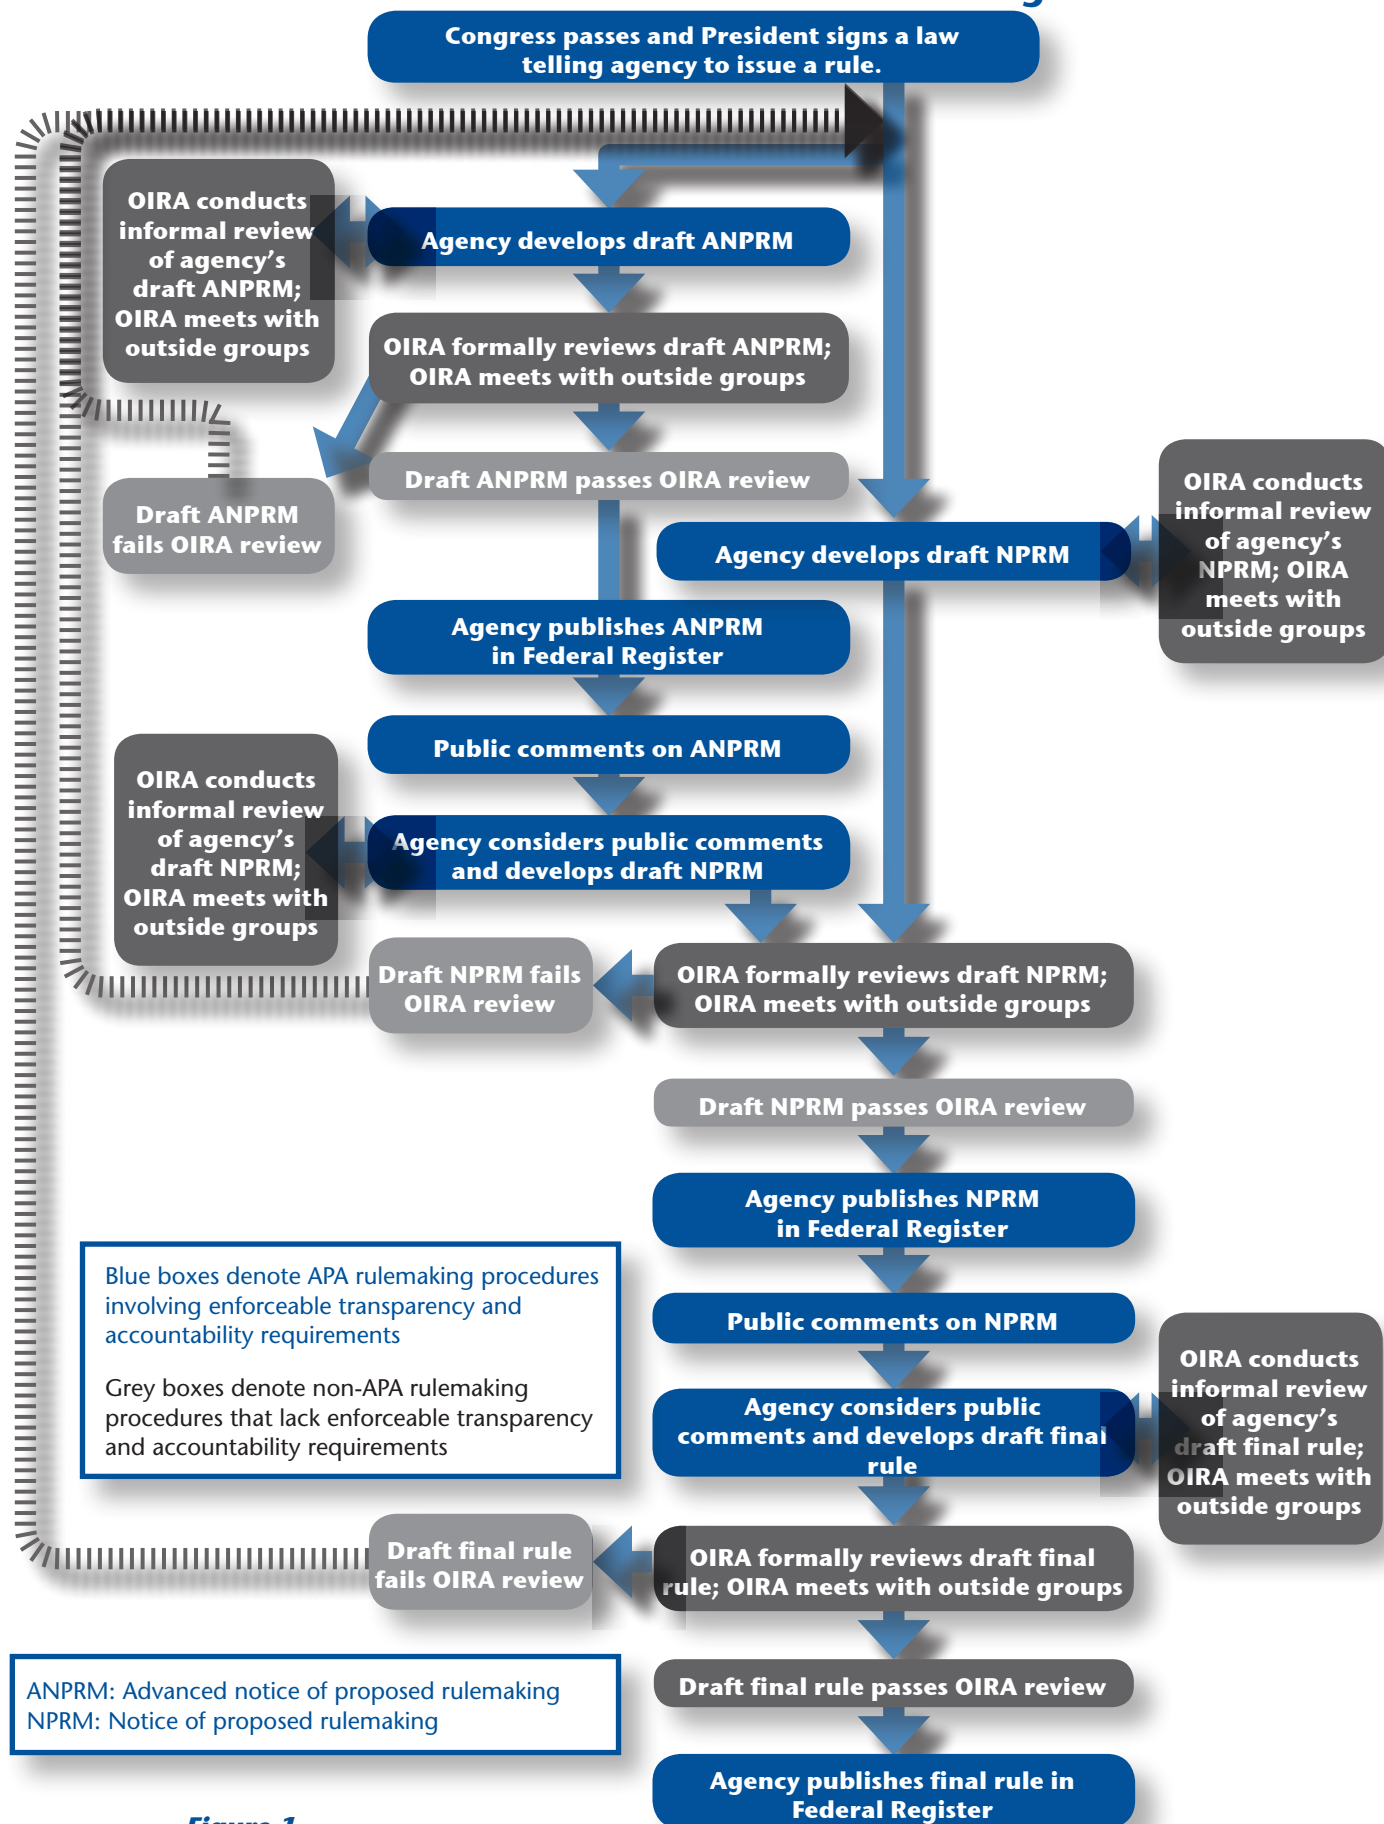 Congress passes and President signs a law
telling agency to issue a rule.
OIRA conducts
informal review
of agency's
draft ANPRM;
OIRA meets with
outside groups
Agency develops draft ANPRM
OIRA formally reviews draft ANPRM;
OIRA meets with outside groups
Draft ANPRM passes OIRA review
Draft ANPRM
fails OIRA review
OIRA conducts
informal review
of agency's
NPRM; OIRA
meets with
outside groups
Agency develops draft NPRM
Agency publishes ANPRM
in Federal Register
Public comments on ANPRM
OIRA conducts
informal review
of agency's
draft NPRM;
OIRA meets with
outside groups
Agency considers public comments
and develops draft NPRM
Draft NPRM fails
OIRA review
OIRA formally reviews draft NPRM;
OIRA meets with outside groups
Draft NPRM passes OIRA review
Agency publishes NPRM
in Federal Register
Blue boxes denote APA rulemaking procedures
involving enforceable transparency and
accountability requirements
Grey boxes denote non-APA rulemaking
procedures that lack enforceable transparency
and accountability requirements
Public comments on NPRM
Agency considers public
comments and develops draft final
rule
OIRA conducts
informal review
of agency's
draft final rule;
OIRA meets with
outside groups
Draft final rule
fails OIRA review
OIRA formally reviews draft final
rule; OIRA meets with outside groups
Draft final rule passes OIRA review
ANPRM: Advanced notice of proposed rulemaking
NPRM: Notice of proposed rulemaking
Agency publishes final rule in
Federal Register
Figure 1